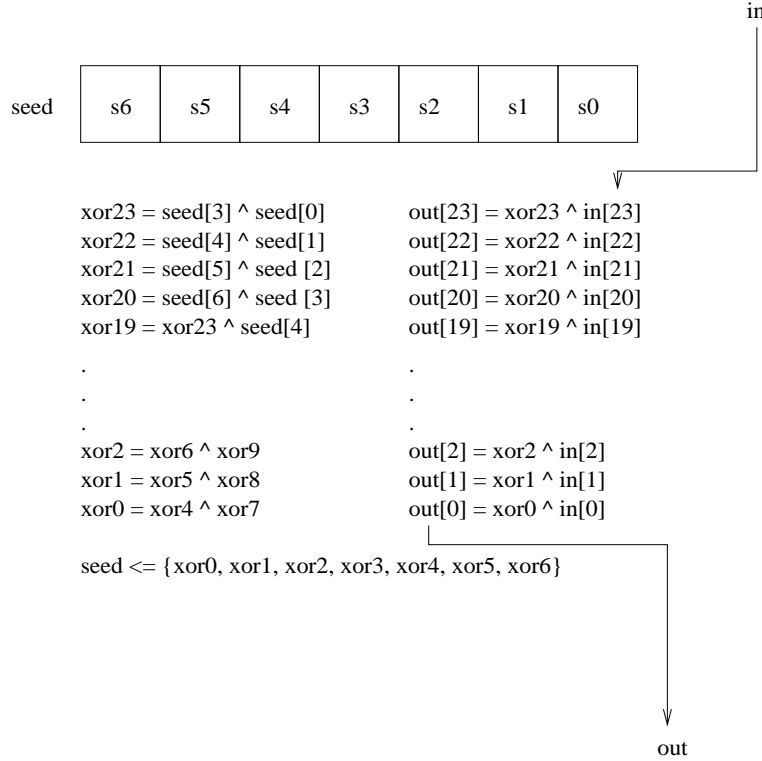 in
seed s6 s5 s4 s3 s2 s1 s0
xor23 = seed[3] ^ seed[0] out[23] = xor23 ^ in[23]
xor22 = seed[4] ^ seed[1] out[22] = xor22 ^ in[22]
xor21 = seed[5] ^ seed [2] out[21] = xor21 ^ in[21]
xor20 = seed[6] ^ seed [3] out[20] = xor20 ^ in[20]
xor19 = xor23 ^ seed[4] out[19] = xor19 ^ in[19]
. .
. .
. .
xor2 = xor6 ^ xor9 out[2] = xor2 ^ in[2]
xor1 = xor5 ^ xor8 out[1] = xor1 ^ in[1]
xor0 = xor4 ^ xor7 out[0] = xor0 ^ in[0]
seed <= {xor0, xor1, xor2, xor3, xor4, xor5, xor6}
out